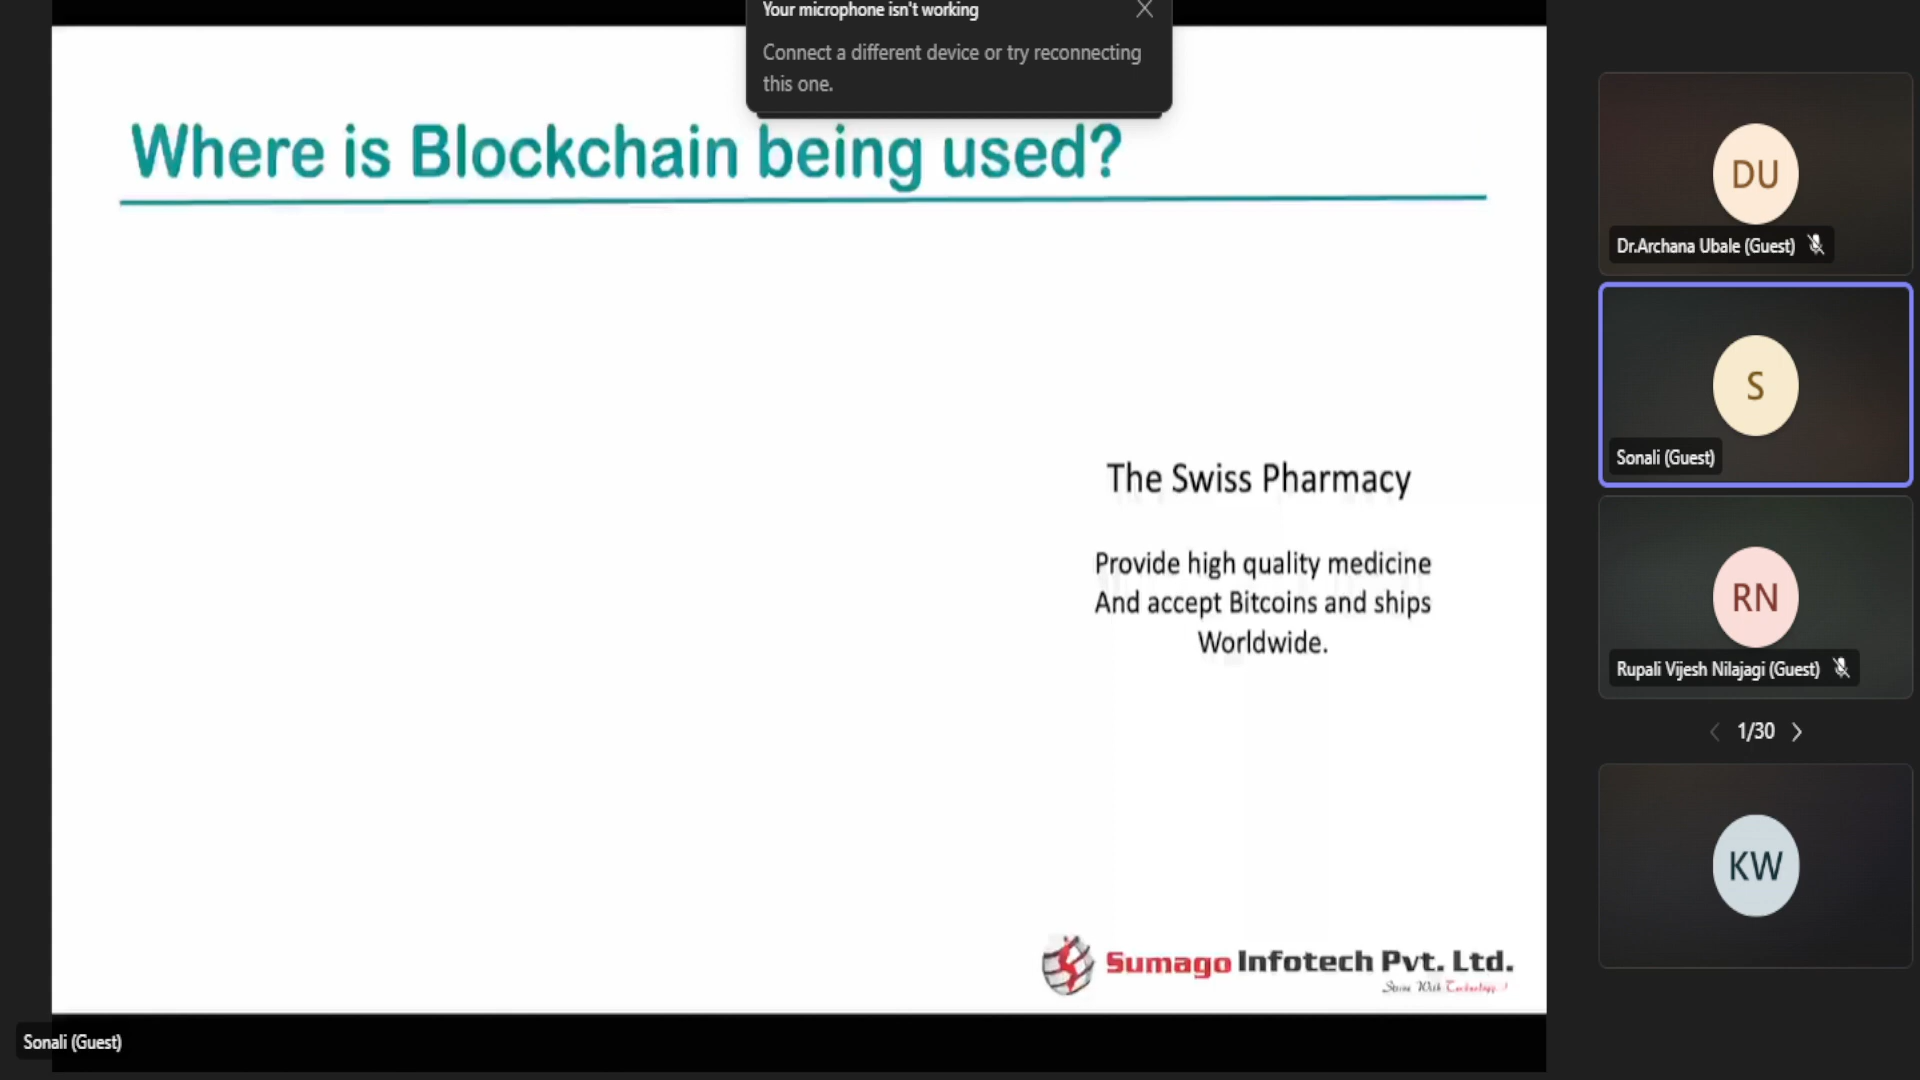 Your microphone isn't working
Connect a different device or try reconnecting
this one.
Where is Blockchain being used?
The Swiss Pharmacy
Provide high quality medicine
And accept Bitcoins and ships
Worldwide.
Sumago Infotech Pvt. Ltd.
Sonali (Guest)
DU
Dr.Archana Ubale (Guest)
S
Sonali (Guest)
RN
Rupali Vijesh Nilajagi (Guest)
1/30
KW